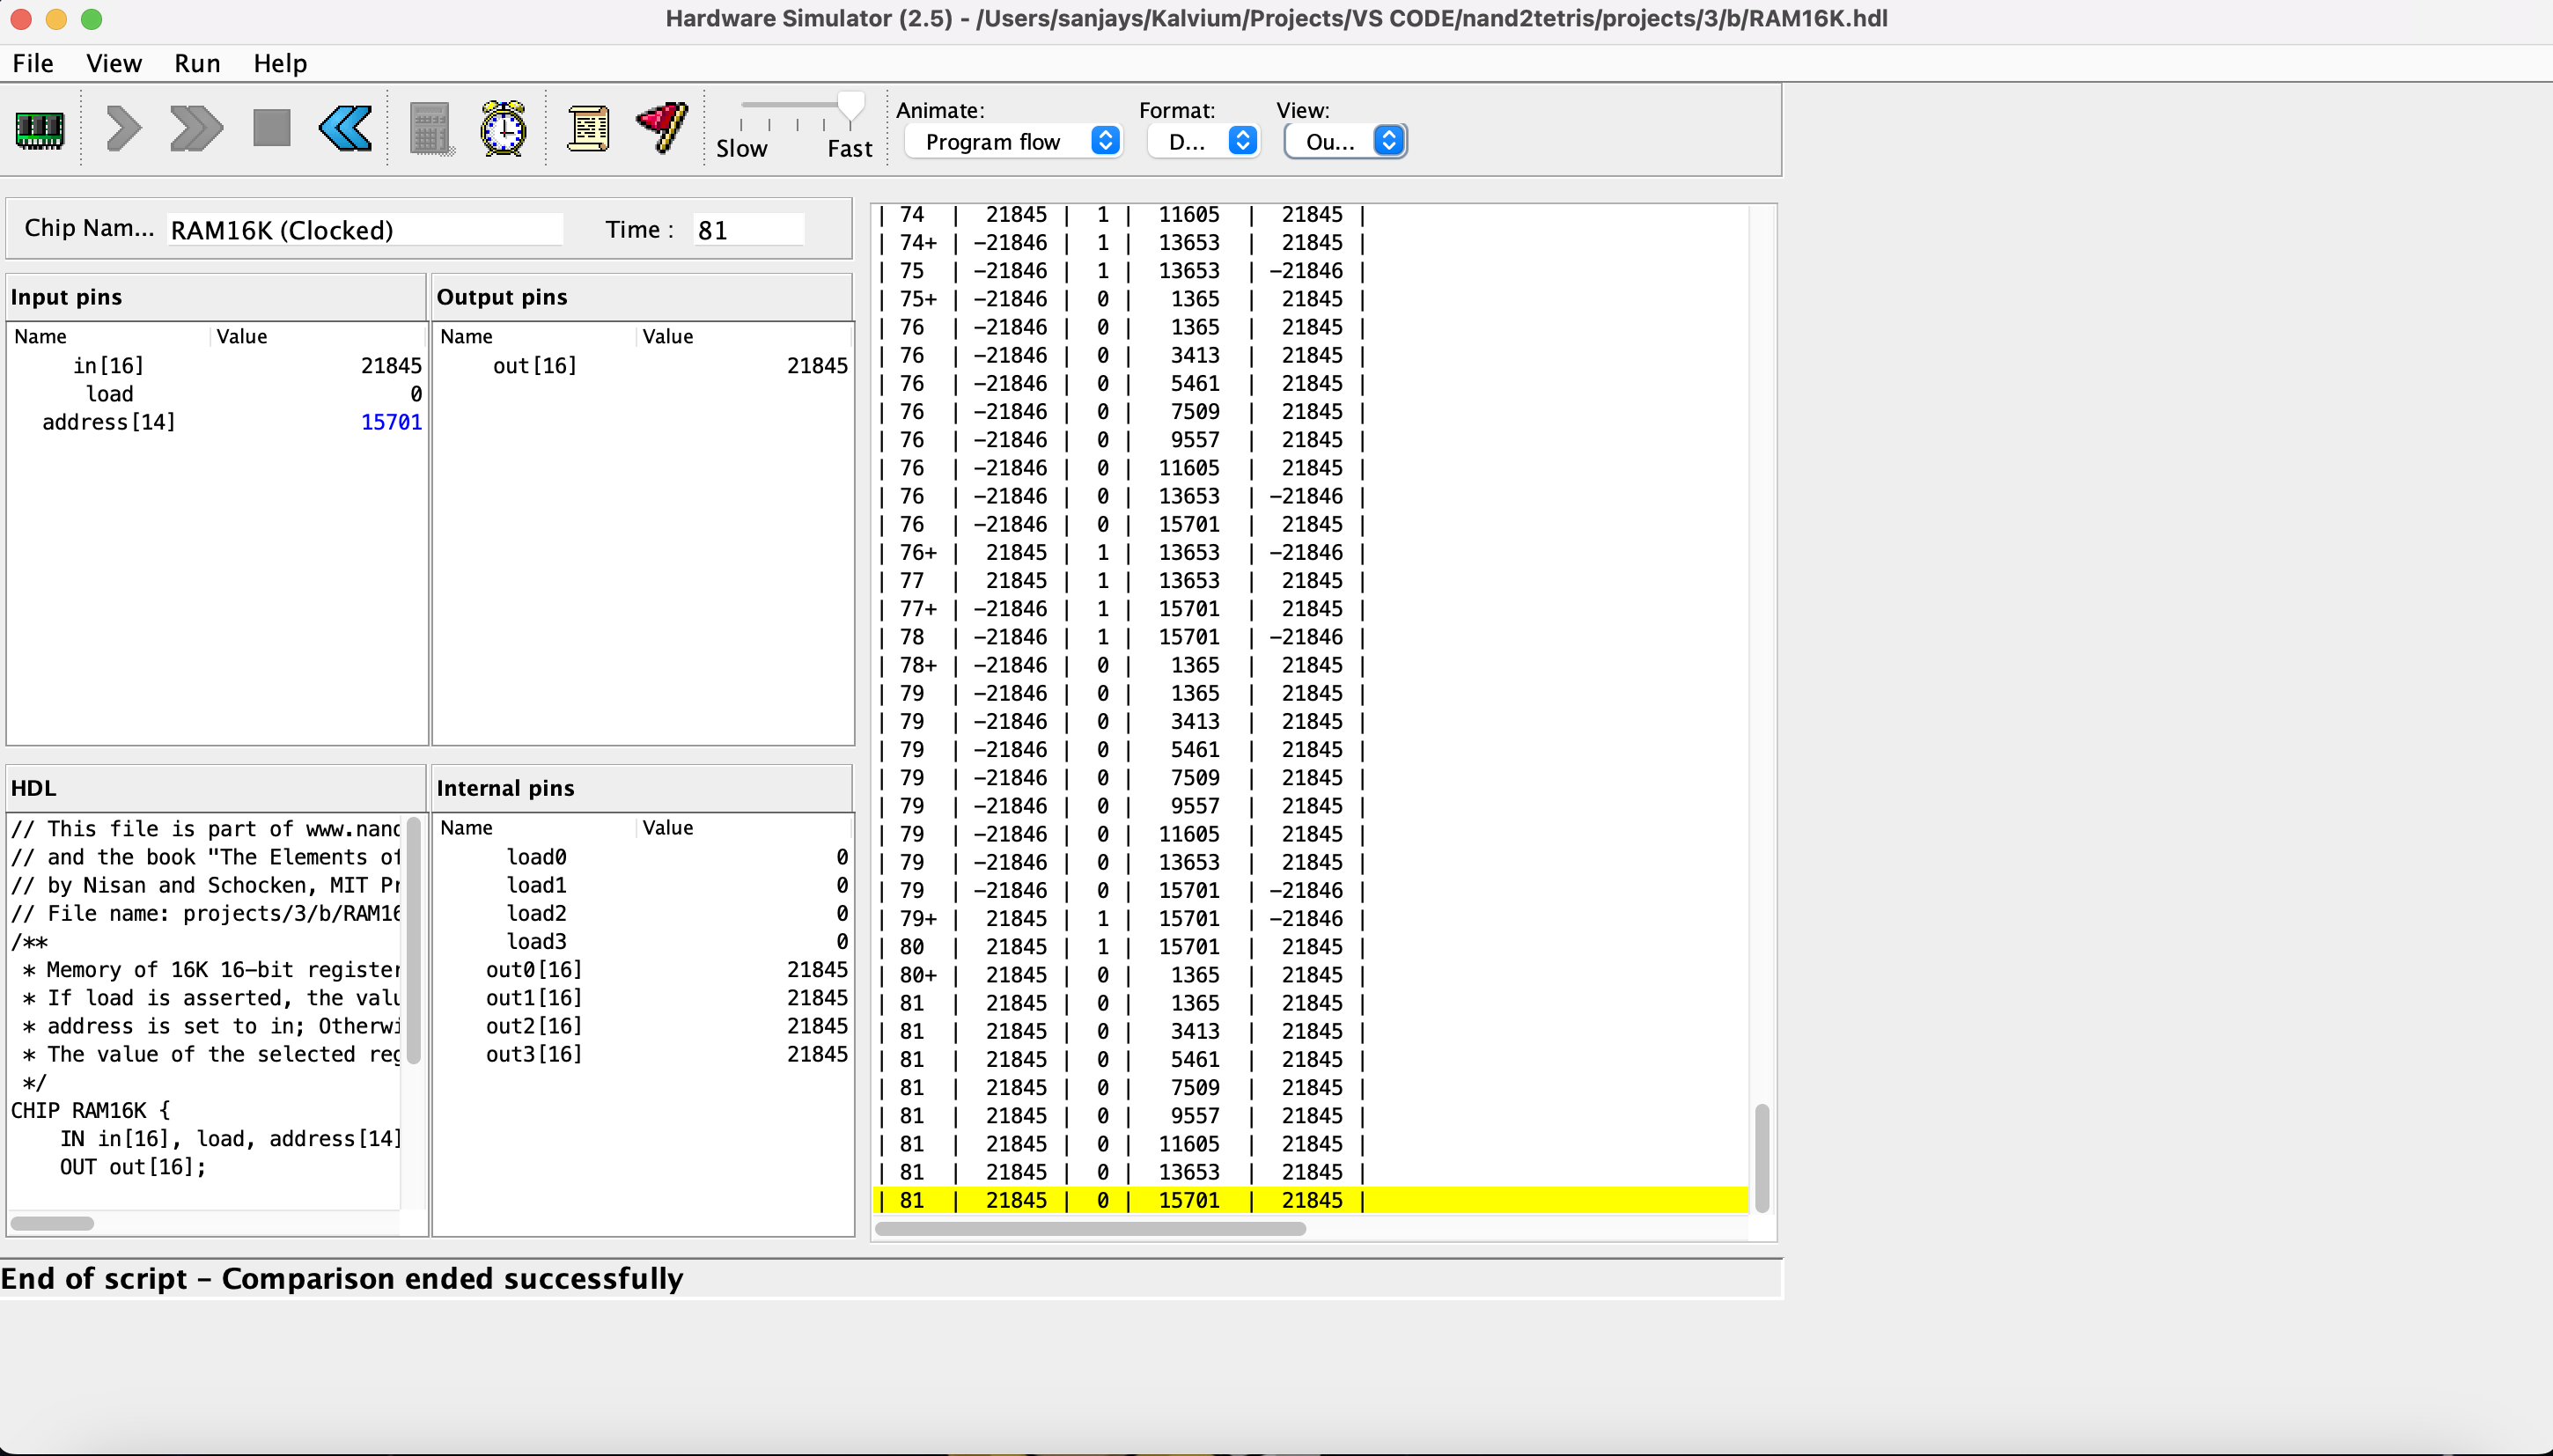 Hardware Simulator (2.5) - /Users/sanjays/Kalvium/Projects/VS CODE/nand2tetris/projects/3/b/RAM16K.hdl
File View Run Help
Slow Fast
Animate: Format: View:
Program flow D... Ou...
Chip Nam... RAM16K (Clocked) Time : 81
Input pins
Name Value
in[16] 21845
load 0
address[14] 15701
Output pins
Name Value
out[16] 21845
HDL
// This file is part of www.nand
// and the book "The Elements of
// by Nisan and Schocken, MIT Pr
// File name: projects/3/b/RAM16
/**
* Memory of 16K 16-bit register
* If load is asserted, the valu
* address is set to in; Otherwi
* The value of the selected reg
*/
CHIP RAM16K {
IN in[16], load, address[14]
OUT out[16];
Internal pins
Name Value
load0 0
load1 0
load2 0
load3 0
out0[16] 21845
out1[16] 21845
out2[16] 21845
out3[16] 21845
| 74 | 21845 | 1 | 11605 | 21845 |
| 74+ | -21846 | 1 | 13653 | 21845 |
| 75 | -21846 | 1 | 13653 | -21846 |
| 75+ | -21846 | 0 | 1365 | 21845 |
| 76 | -21846 | 0 | 1365 | 21845 |
| 76 | -21846 | 0 | 3413 | 21845 |
| 76 | -21846 | 0 | 5461 | 21845 |
| 76 | -21846 | 0 | 7509 | 21845 |
| 76 | -21846 | 0 | 9557 | 21845 |
| 76 | -21846 | 0 | 11605 | 21845 |
| 76 | -21846 | 0 | 13653 | -21846 |
| 76 | -21846 | 0 | 15701 | 21845 |
| 76+ | 21845 | 1 | 13653 | -21846 |
| 77 | 21845 | 1 | 13653 | 21845 |
| 77+ | -21846 | 1 | 15701 | 21845 |
| 78 | -21846 | 1 | 15701 | -21846 |
| 78+ | -21846 | 0 | 1365 | 21845 |
| 79 | -21846 | 0 | 1365 | 21845 |
| 79 | -21846 | 0 | 3413 | 21845 |
| 79 | -21846 | 0 | 5461 | 21845 |
| 79 | -21846 | 0 | 7509 | 21845 |
| 79 | -21846 | 0 | 9557 | 21845 |
| 79 | -21846 | 0 | 11605 | 21845 |
| 79 | -21846 | 0 | 13653 | 21845 |
| 79 | -21846 | 0 | 15701 | -21846 |
| 79+ | 21845 | 1 | 15701 | -21846 |
| 80 | 21845 | 1 | 15701 | 21845 |
| 80+ | 21845 | 0 | 1365 | 21845 |
| 81 | 21845 | 0 | 1365 | 21845 |
| 81 | 21845 | 0 | 3413 | 21845 |
| 81 | 21845 | 0 | 5461 | 21845 |
| 81 | 21845 | 0 | 7509 | 21845 |
| 81 | 21845 | 0 | 9557 | 21845 |
| 81 | 21845 | 0 | 11605 | 21845 |
| 81 | 21845 | 0 | 13653 | 21845 |
| 81 | 21845 | 0 | 15701 | 21845 |
End of script - Comparison ended successfully